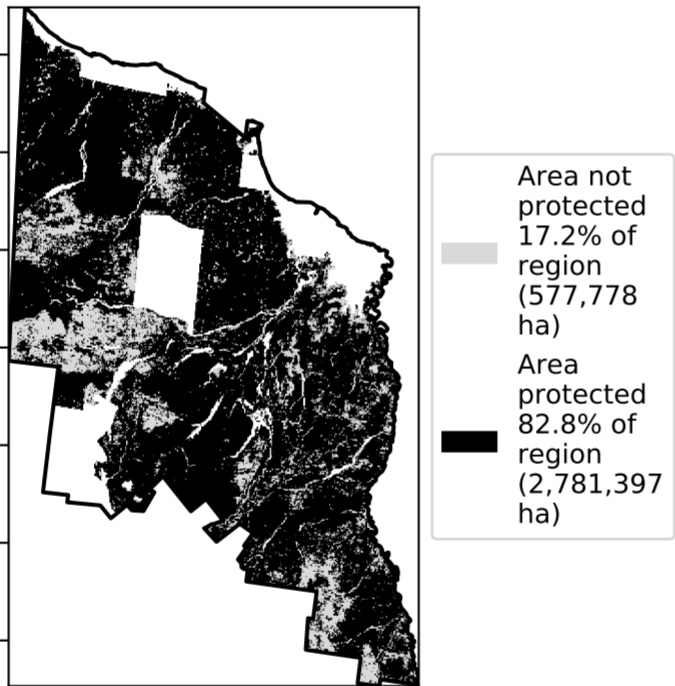 Area not
protected
17.2% of
region
(577,778
ha)
Area
protected
82.8% of
region
(2,781,397
ha)